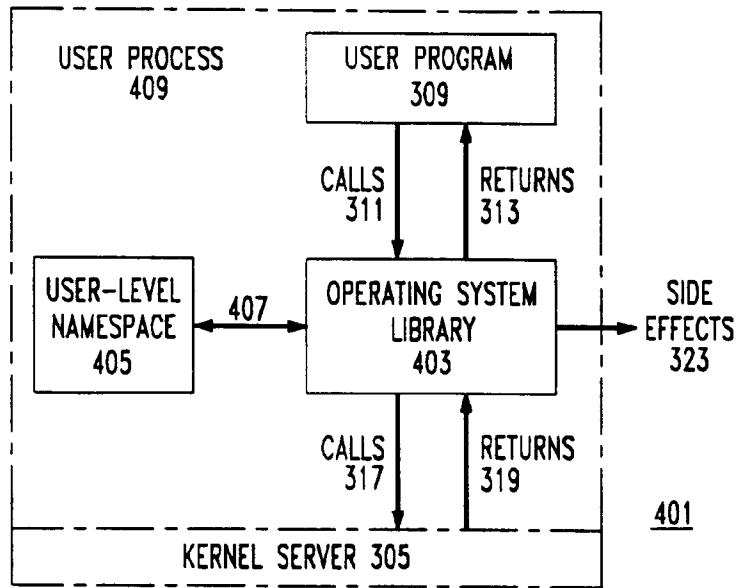 USER PROCESS
409
USER PROGRAM
309
CALLS
311
RETURNS
313
USER-LEVEL
NAMESPACE
405
407
OPERATING SYSTEM
LIBRARY
403
SIDE
EFFECTS
323
CALLS
317
RETURNS
319
401
KERNEL SERVER 305